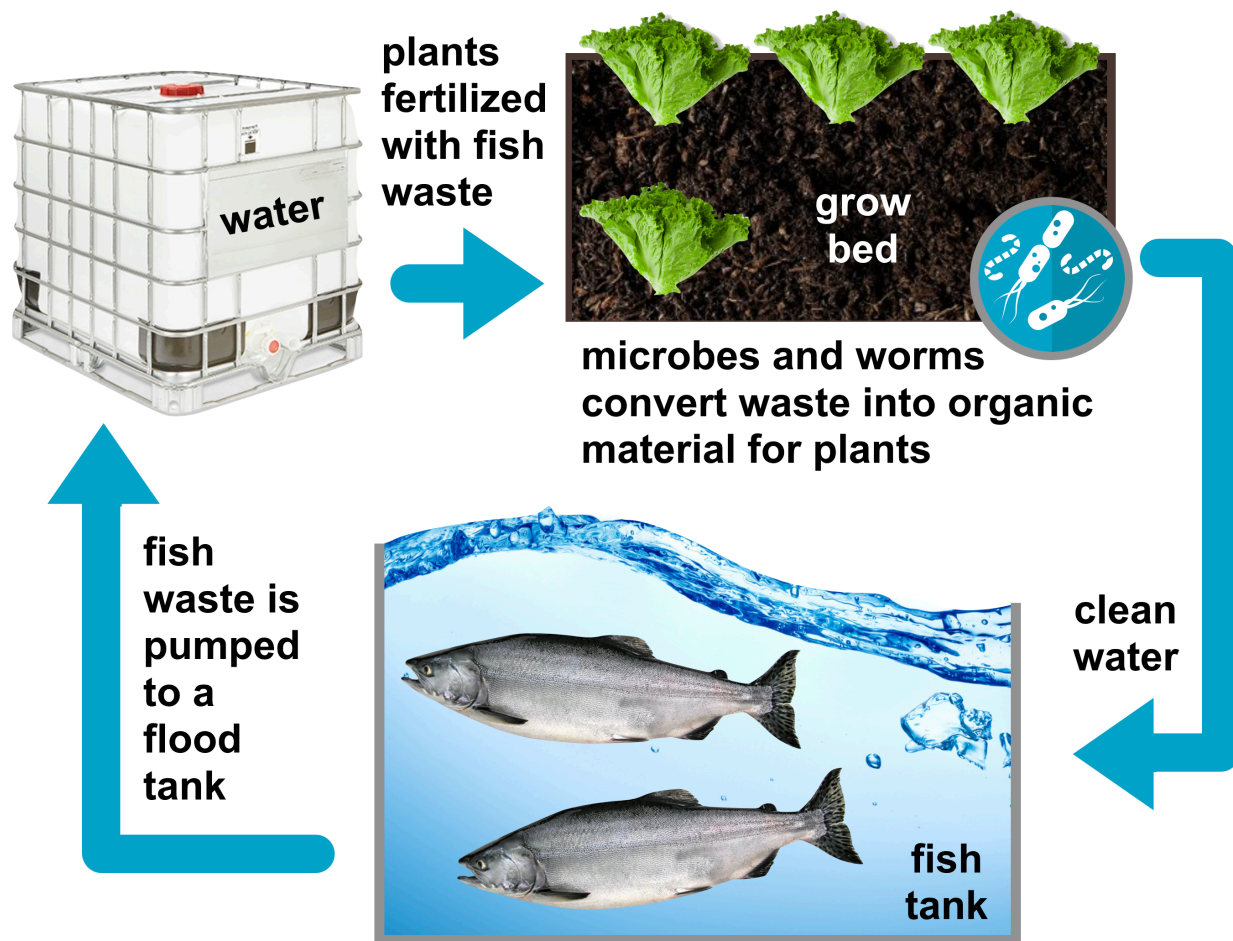 plants
fertilized
with fish
waste
water
grow
bed
microbes and worms
convert waste into organic
material for plants
fish
waste is
pumped
to a
flood
tank
clean
water
fish
tank